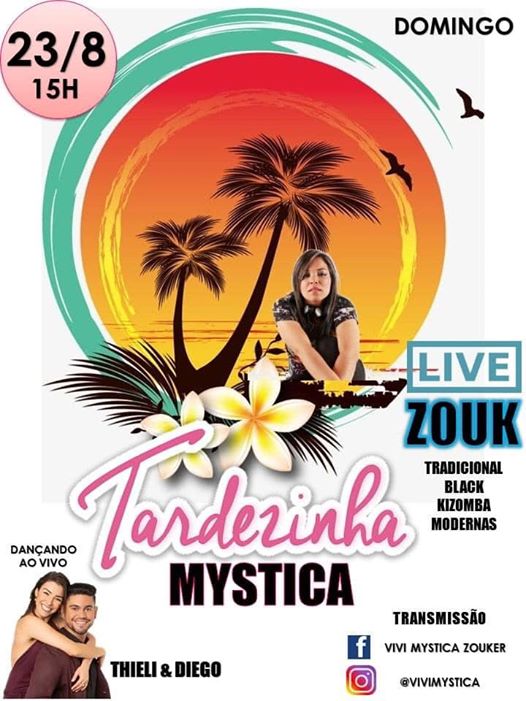 23/8
15H
DOMINGO
LIVE
ZOUK
TRADICIONAL
BLACK
KIZOMBA
MODERNAS
Tardezinha
MYSTICA
DANÇANDO
AO VIVO
THIELI & DIEGO
TRANSMISSÃO
VIVI MYSTICA ZOUKER
@VIVIMYSTICA